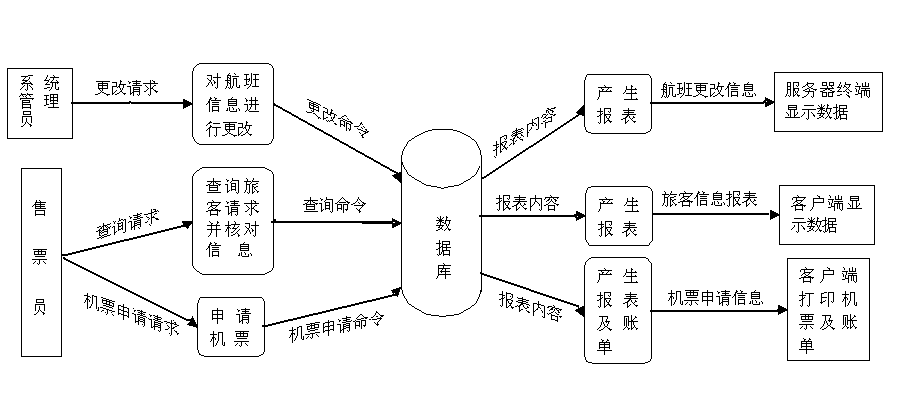 系统
管理
员
更改请求
对航班
信息进
行更改
更改命令
报表内容
产生
报表
航班更改信息
服务器终端
显示数据
售
票
员
查询请求
查询旅
客请求
并核对
信息
查询命令
数
据
库
报表内容
产生
报表
旅客信息报表
客户端显
示数据
机票申请请求
申请
机票
机票申请命令
报表内容
产生
报表
及账
单
机票申请信息
客户端
打印机
票及账
单